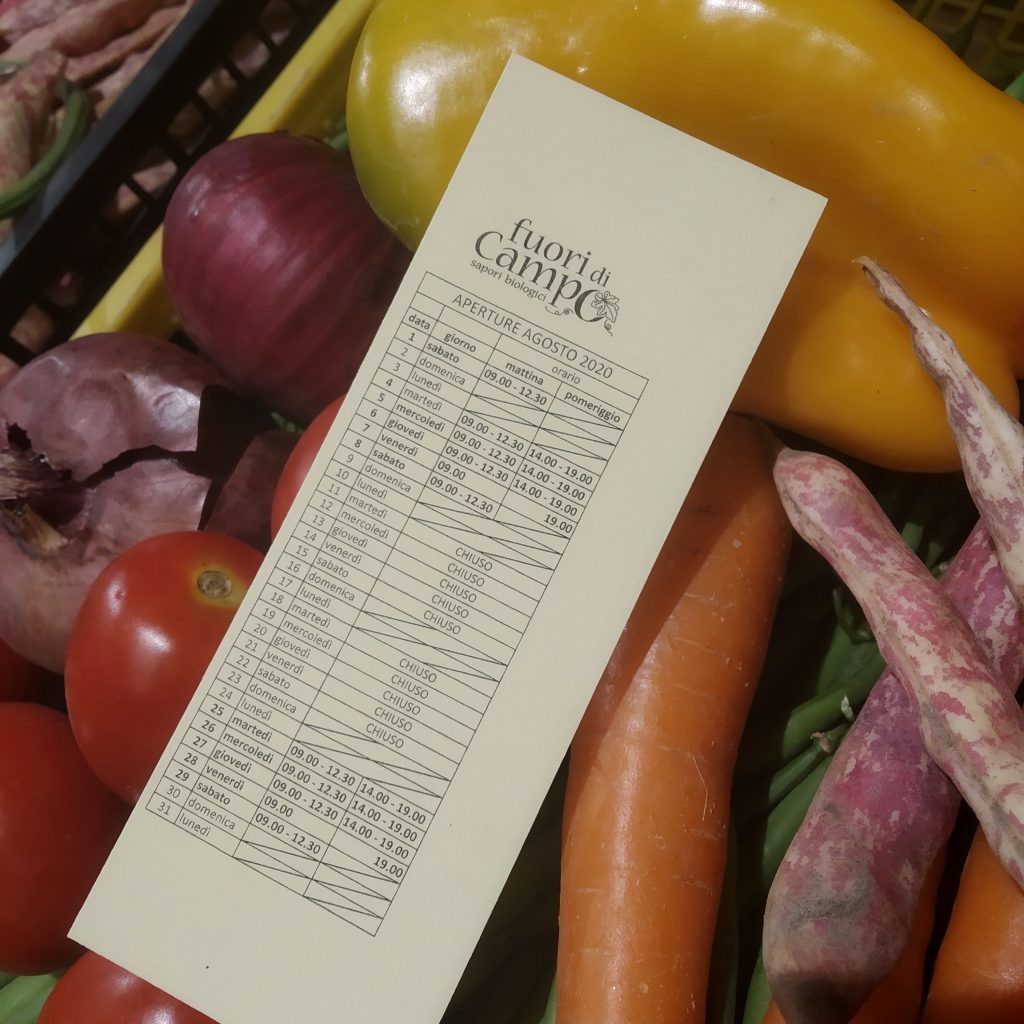 fuori di
Campo
sapori biologici
APERTURE AGOSTO 2020
orario
data giorno mattina pomeriggio
1 sabato 09.00 - 12.30
2 domenica
3 lunedì
4 martedì 09.00 - 12.30 14.00 - 19.00
5 mercoledì 09.00 - 12.30 14.00 - 19.00
6 giovedì 09.00 - 12.30 14.00 - 19.00
7 venerdì 09.00 19.00
8 sabato 09.00 - 12.30
9 domenica
10 lunedì
11 martedì CHIUSO
12 mercoledì CHIUSO
13 giovedì CHIUSO
14 venerdì CHIUSO
15 sabato CHIUSO
16 domenica
17 lunedì
18 martedì CHIUSO
19 mercoledì CHIUSO
20 giovedì CHIUSO
21 venerdì CHIUSO
22 sabato CHIUSO
23 domenica
24 lunedì
25 martedì 09.00 - 12.30 14.00 - 19.00
26 mercoledì 09.00 - 12.30 14.00 - 19.00
27 giovedì 09.00 - 12.30 14.00 - 19.00
28 venerdì 09.00 19.00
29 sabato 09.00 - 12.30
30 domenica
31 lunedì